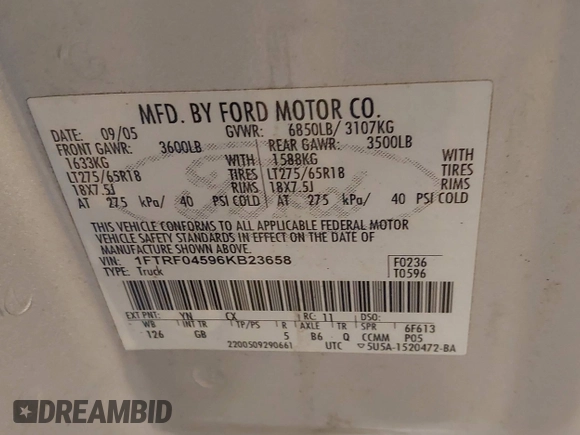 MFD. BY FORD MOTOR CO.
DATE: 09/05 GVWR: 6850LB/ 3107KG
FRONT GAWR: 3600LB REAR GAWR: 3500LB
1633KG WITH 1588KG WITH
LT275/65R18 TIRES LT275/65R18 TIRES
18X7.5J RIMS 18X7.5J RIMS
AT 275 kPa/ 40 PSI COLD AT 275 kPa/ 40 PSI COLD
THIS VEHICLE CONFORMS TO ALL APPLICABLE FEDERAL MOTOR
VEHICLE SAFETY STANDARDS IN EFFECT ON THE DATE OF MANUFACTURE
SHOWN ABOVE.
VIN: 1FTRF04596KB23658 F0236
TYPE: Truck T0596
EXT PNT: YN CX RC: 11 DSO:
WB INT TR TP/PS R AXLE TR SPR 6F613
126 GB 5 B6 Q CCMM P05
2200509290661 UTC 5U5A-1520472-BA
DREAMBID